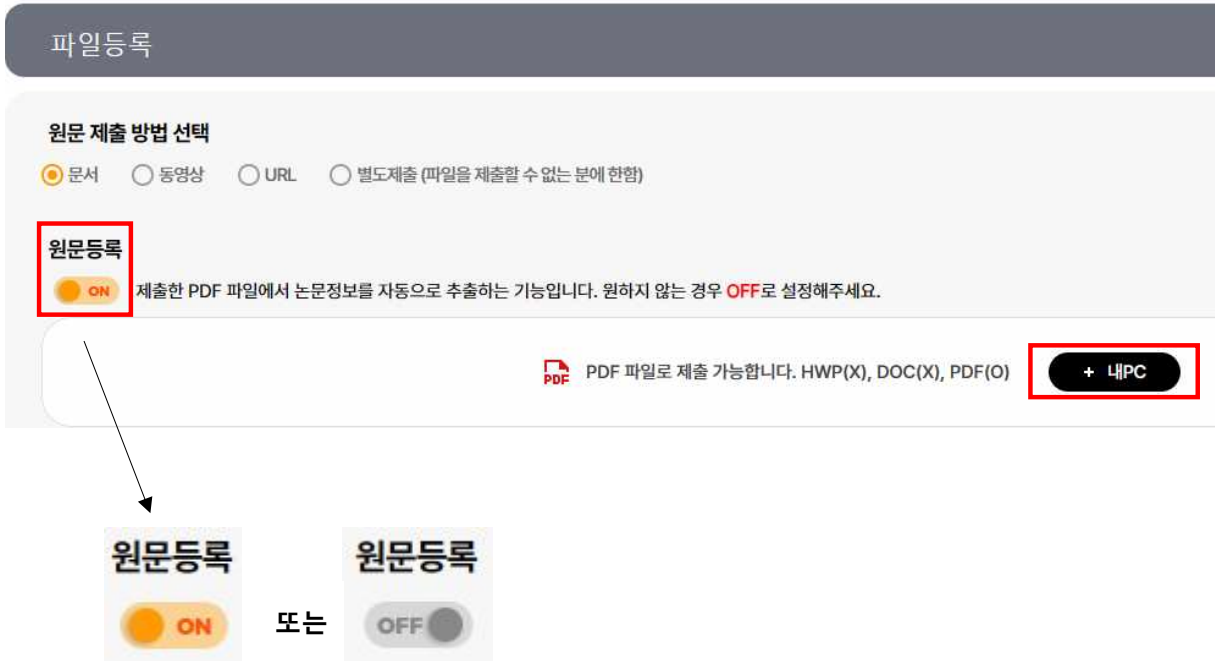 파일등록
원문 제출 방법 선택
문서 동영상 URL 별도제출 (파일을 제출할 수 없는 분에 한함)
원문등록
ON 제출한 PDF 파일에서 논문정보를 자동으로 추출하는 기능입니다. 원하지 않는 경우 OFF로 설정해주세요.
PDF PDF 파일로 제출 가능합니다. HWP(X), DOC(X), PDF(O) + 내PC
원문등록 원문등록
ON 또는 OFF